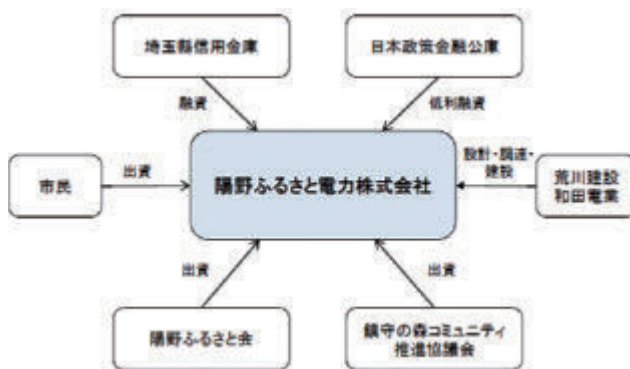 埼玉縣信用金庫
日本政策金融公庫
融資
低利融資
市民
出資
陽野ふるさと電力株式会社
設計・調達・
建設
荒川建設
和田電業
出資
出資
陽野ふるさと会
鎮守の森コミュニティ
推進協議会